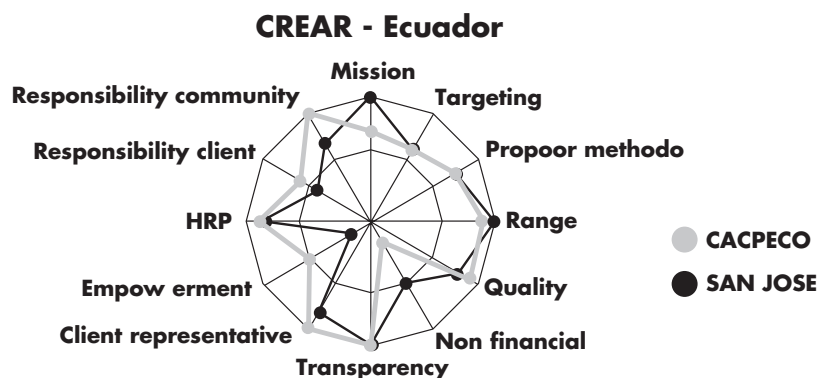 CREAR - Ecuador
Mission
Responsibility community
Targeting
Responsibility client
Propoor methodo
HRP
Range
CACPECO
SAN JOSE
Empow erment
Quality
Client representative
Non financial
Transparency